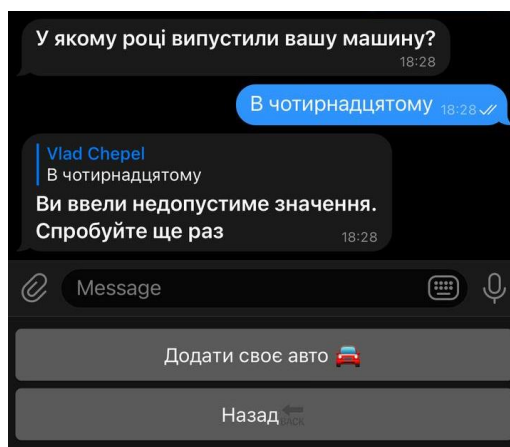 У якому році випустили вашу машину?
18:28
В чотирнадцятому 18:28
Vlad Chepel
В чотирнадцятому
Ви ввели недопустиме значення.
Спробуйте ще раз 18:28
Message
Додати своє авто
Назад BACK